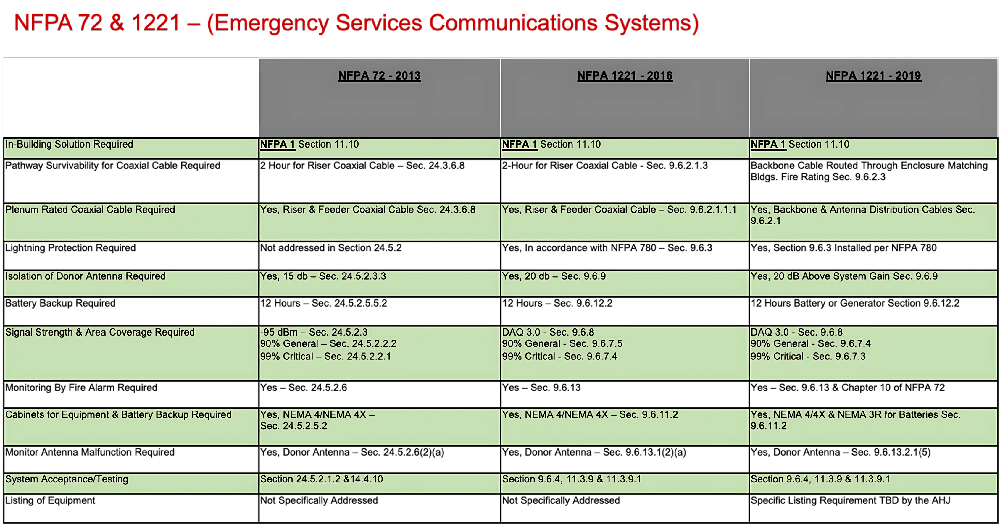 NFPA 72 & 1221 – (Emergency Services Communications Systems)
NFPA 72 - 2013
NFPA 1221 - 2016
NFPA 1221 - 2019
In-Building Solution Required
NFPA 1 Section 11.10
NFPA 1 Section 11.10
NFPA 1 Section 11.10
Pathway Survivability for Coaxial Cable Required
2 Hour for Riser Coaxial Cable – Sec. 24.3.6.8
2-Hour for Riser Coaxial Cable - Sec. 9.6.2.1.3
Backbone Cable Routed Through Enclosure Matching
Bldgs. Fire Rating Sec. 9.6.2.3
Plenum Rated Coaxial Cable Required
Yes, Riser & Feeder Coaxial Cable Sec. 24.3.6.8
Yes, Riser & Feeder Coaxial Cable – Sec. 9.6.2.1.1.1
Yes, Backbone & Antenna Distribution Cables Sec.
9.6.2.1
Lightning Protection Required
Not addressed in Section 24.5.2
Yes, In accordance with NFPA 780 – Sec. 9.6.3
Yes, Section 9.6.3 Installed per NFPA 780
Isolation of Donor Antenna Required
Yes, 15 db – Sec. 24.5.2.3.3
Yes, 20 db – Sec. 9.6.9
Yes, 20 dB Above System Gain Sec. 9.6.9
Battery Backup Required
12 Hours – Sec. 24.5.2.5.5.2
12 Hours – Sec. 9.6.12.2
12 Hours Battery or Generator Section 9.6.12.2
Signal Strength & Area Coverage Required
-95 dBm – Sec. 24.5.2.3
90% General – Sec. 24.5.2.2.2
99% Critical – Sec. 24.5.2.2.1
DAQ 3.0 - Sec. 9.6.8
90% General - Sec. 9.6.7.5
99% Critical - Sec. 9.6.7.4
DAQ 3.0 - Sec. 9.6.8
90% General - Sec. 9.6.7.4
99% Critical - Sec. 9.6.7.3
Monitoring By Fire Alarm Required
Yes – Sec. 24.5.2.6
Yes – Sec. 9.6.13
Yes – Sec. 9.6.13 & Chapter 10 of NFPA 72
Cabinets for Equipment & Battery Backup Required
Yes, NEMA 4/NEMA 4X –
Sec. 24.5.2.5.2
Yes, NEMA 4/NEMA 4X – Sec. 9.6.11.2
Yes, NEMA 4/4X & NEMA 3R for Batteries Sec.
9.6.11.2
Monitor Antenna Malfunction Required
Yes, Donor Antenna – Sec. 24.5.2.6(2)(a)
Yes, Donor Antenna – Sec. 9.6.13.1(2)(a)
Yes, Donor Antenna – Sec. 9.6.13.2.1(5)
System Acceptance/Testing
Section 24.5.2.1.2 &14.4.10
Section 9.6.4, 11.3.9 & 11.3.9.1
Section 9.6.4, 11.3.9 & 11.3.9.1
Listing of Equipment
Not Specifically Addressed
Not Specifically Addressed
Specific Listing Requirement TBD by the AHJ